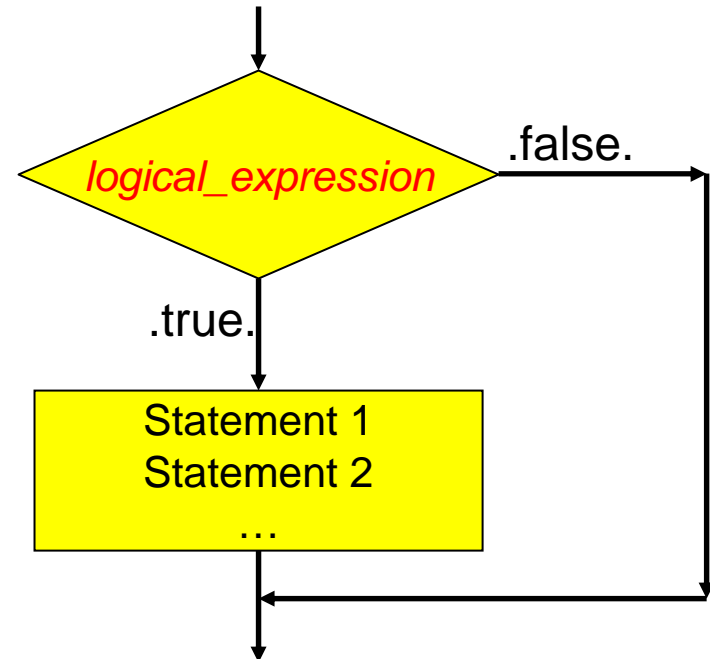 logical_expression
.false.
.true.
Statement 1
Statement 2
…